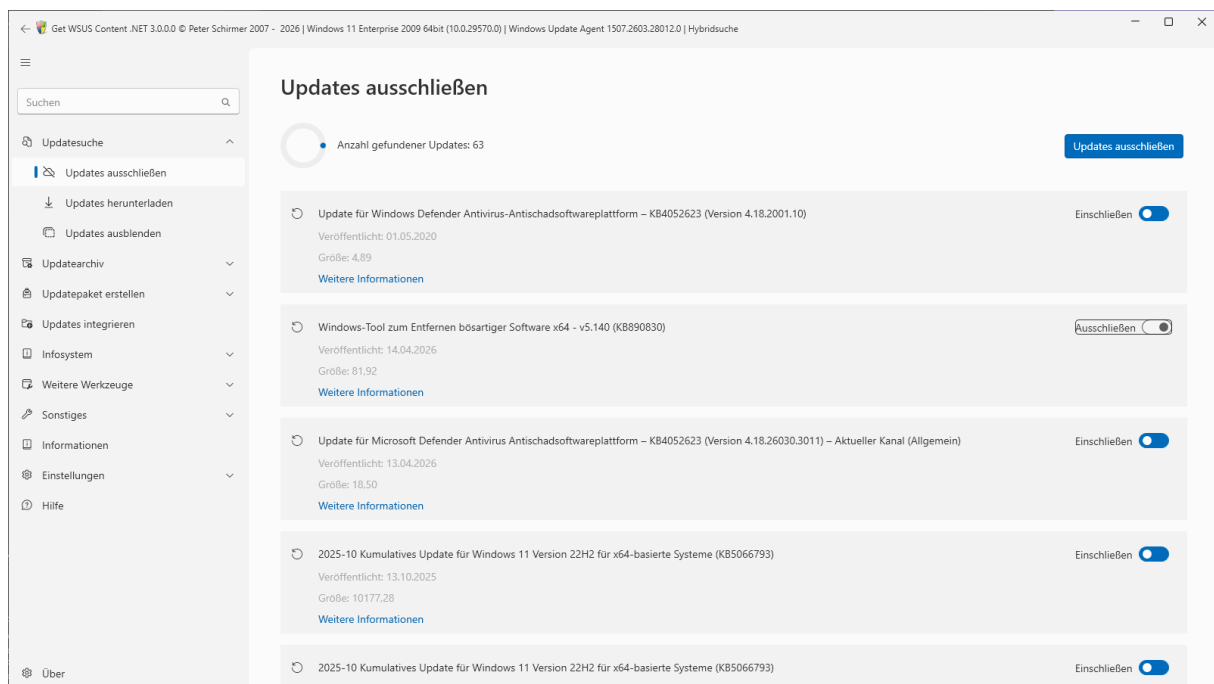 Get WSUS Content .NET 3.0.0.0 © Peter Schirmer 2007 - 2026 | Windows 11 Enterprise 2009 64bit (10.0.29570.0) | Windows Update Agent 1507.2603.28012.0 | Hybridsuche
Suchen
Updatesuche
Updates ausschließen
Updates herunterladen
Updates ausblenden
Updatearchiv
Updatepaket erstellen
Updates integrieren
Infosystem
Weitere Werkzeuge
Sonstiges
Informationen
Einstellungen
Hilfe
Über
Updates ausschließen
Anzahl gefundener Updates: 63
Updates ausschließen
Update für Windows Defender Antivirus-Antischadsoftwareplattform – KB4052623 (Version 4.18.2001.10)
Einschließen
Veröffentlicht: 01.05.2020
Größe: 4,89
Weitere Informationen
Windows-Tool zum Entfernen bösartiger Software x64 - v5.140 (KB890830)
Ausschließen
Veröffentlicht: 14.04.2026
Größe: 81,92
Weitere Informationen
Update für Microsoft Defender Antivirus Antischadsoftwareplattform – KB4052623 (Version 4.18.26030.3011) – Aktueller Kanal (Allgemein)
Einschließen
Veröffentlicht: 13.04.2026
Größe: 18,50
Weitere Informationen
2025-10 Kumulatives Update für Windows 11 Version 22H2 für x64-basierte Systeme (KB5066793)
Einschließen
Veröffentlicht: 13.10.2025
Größe: 10177,28
Weitere Informationen
2025-10 Kumulatives Update für Windows 11 Version 22H2 für x64-basierte Systeme (KB5066793)
Einschließen